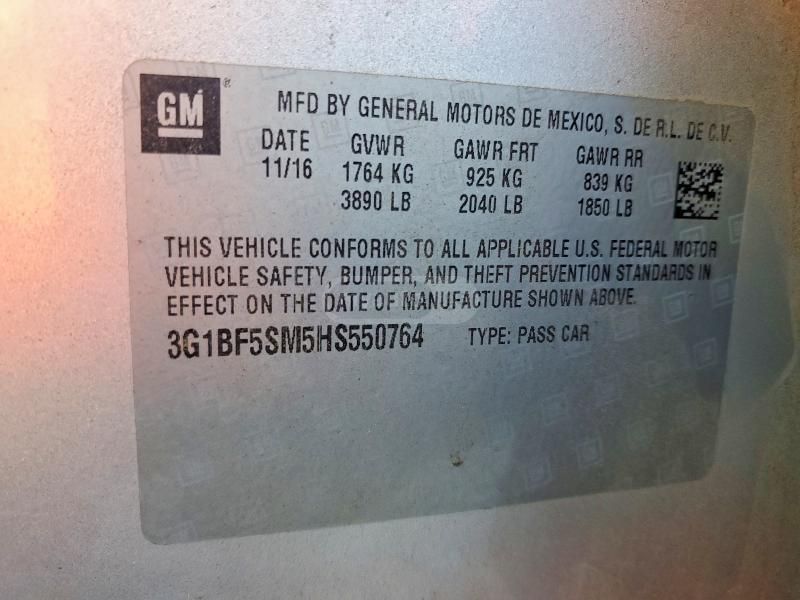 GM ®
MFD BY GENERAL MOTORS DE MEXICO, S. DE R.L. DE C.V.
DATE GVWR GAWR FRT GAWR RR
11/16 1764 KG 925 KG 839 KG
3890 LB 2040 LB 1850 LB
THIS VEHICLE CONFORMS TO ALL APPLICABLE U.S. FEDERAL MOTOR
VEHICLE SAFETY, BUMPER, AND THEFT PREVENTION STANDARDS IN
EFFECT ON THE DATE OF MANUFACTURE SHOWN ABOVE.
3G1BF5SM5HS550764 TYPE: PASS CAR